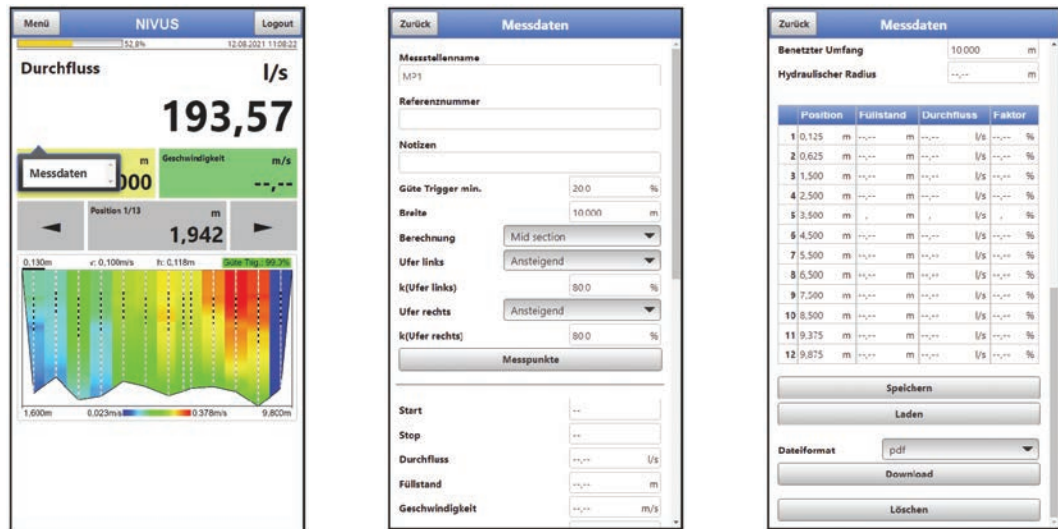 Menü NIVUS Logout
52,8% 12.08.2021 11:08:22
Durchfluss l/s
193,57
Messdaten m
000
Geschwindigkeit m/s
--,--
◄ Position 1/13 m ►
1,942
0,130m v: 0,100m/s h: 0,118m Güte Trig.: 99,3%
1,600m 0,023m/s 0.378m/s 9,800m
Zurück Messdaten
Messstellenname
MP1
Referenznummer
Notizen
Güte Trigger min. 20.0 %
Breite 10.000 m
Berechnung Mid section
Ufer links Ansteigend
k(Ufer links) 80.0 %
Ufer rechts Ansteigend
k(Ufer rechts) 80.0 %
Messpunkte
Start --
Stop --
Durchfluss --,-- l/s
Füllstand --,-- m
Geschwindigkeit --,-- m/s
Zurück Messdaten
Benetzter Umfang 10.000 m
Hydraulischer Radius --,-- m
Position Füllstand Durchfluss Faktor
1 0,125 m --,-- m --,-- l/s --,-- %
2 0,625 m --,-- m --,-- l/s --,-- %
3 1,500 m --,-- m --,-- l/s --,-- %
4 2,500 m --,-- m --,-- l/s --,-- %
5 3,500 m , m , l/s , %
6 4,500 m --,-- m --,-- l/s --,-- %
7 5,500 m --,-- m --,-- l/s --,-- %
8 6,500 m --,-- m --,-- l/s --,-- %
9 7,500 m --,-- m --,-- l/s --,-- %
10 8,500 m --,-- m --,-- l/s --,-- %
11 9,375 m --,-- m --,-- l/s --,-- %
12 9,875 m --,-- m --,-- l/s --,-- %
Speichern
Laden
Dateiformat pdf
Download
Löschen